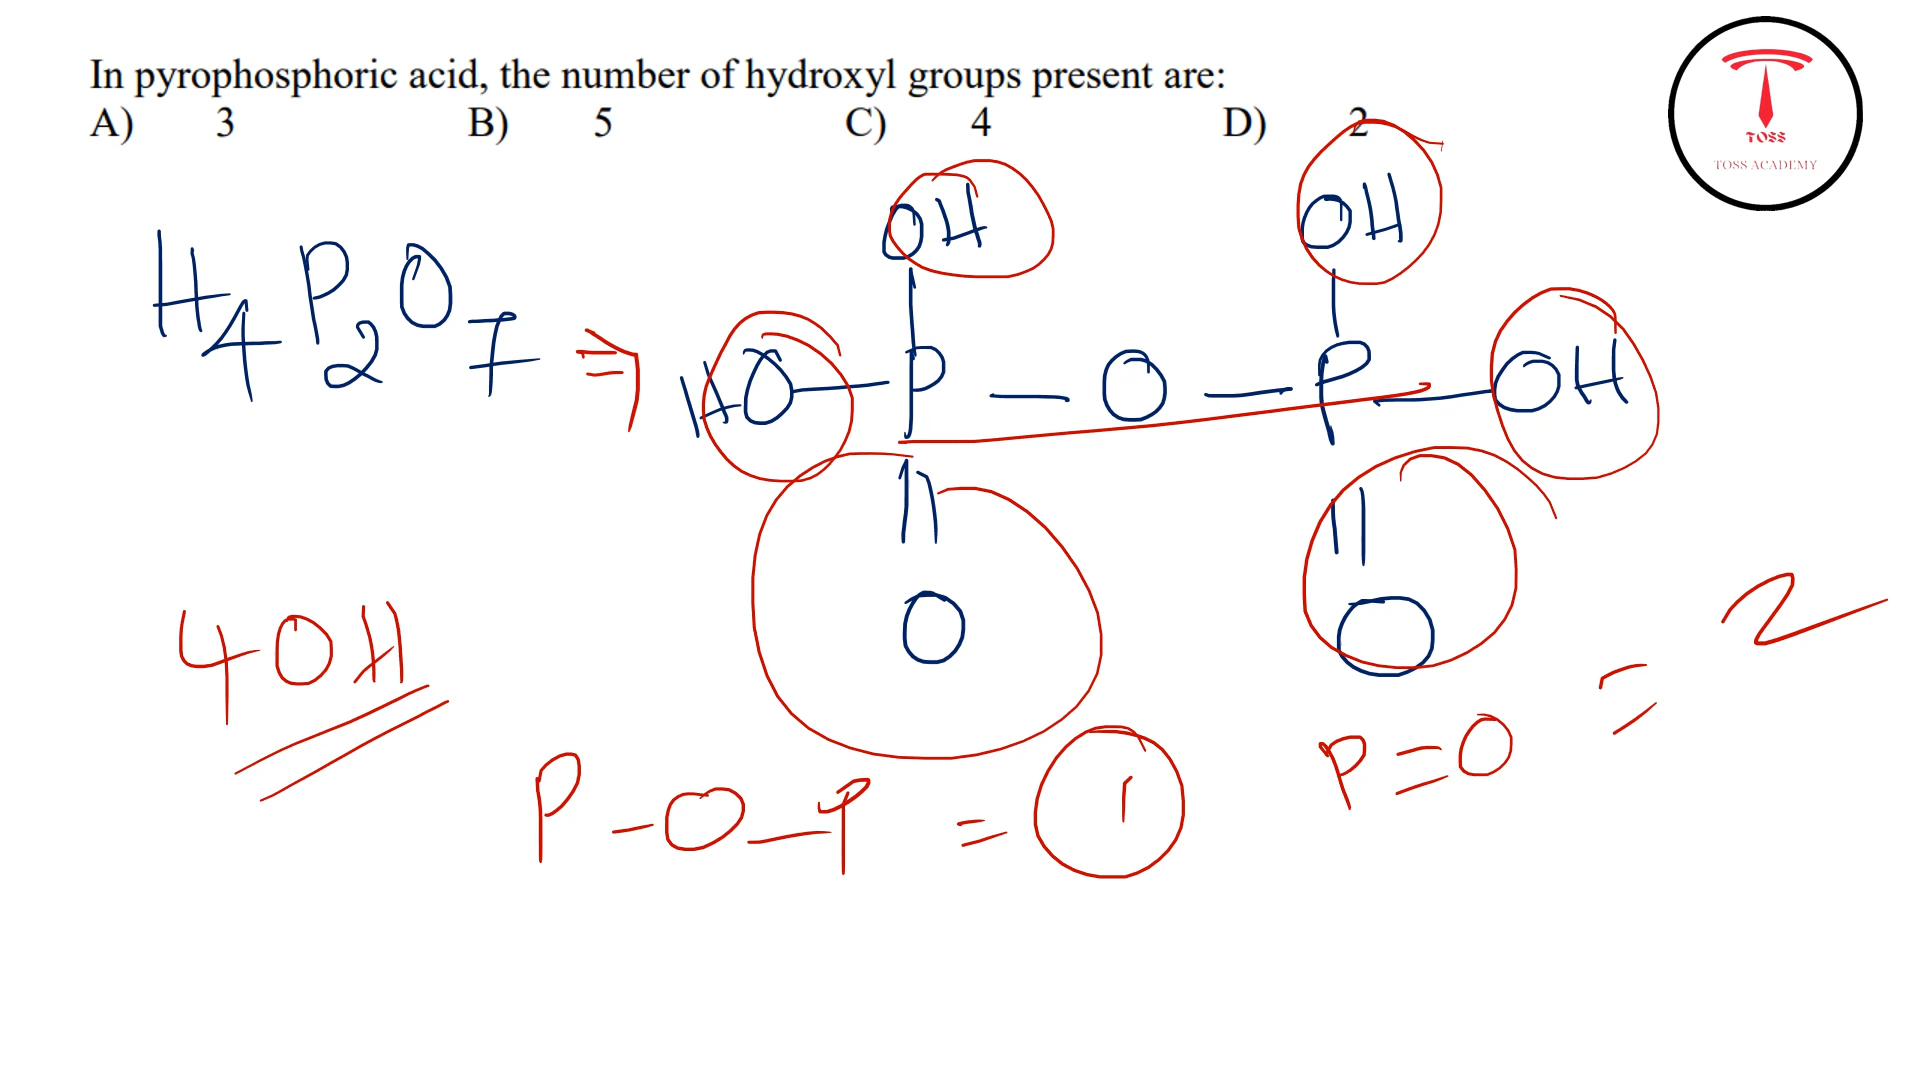 In pyrophosphoric acid, the number of hydroxyl groups present are:
A) 3 B) 5 C) 4 D) 2
TOSS
TOSS ACADEMY
OH OH
H4P2O7 ⇒ HO—P—O—P—OH
|| ||
O O
4OH
P=O = 2
P—O—P = 1